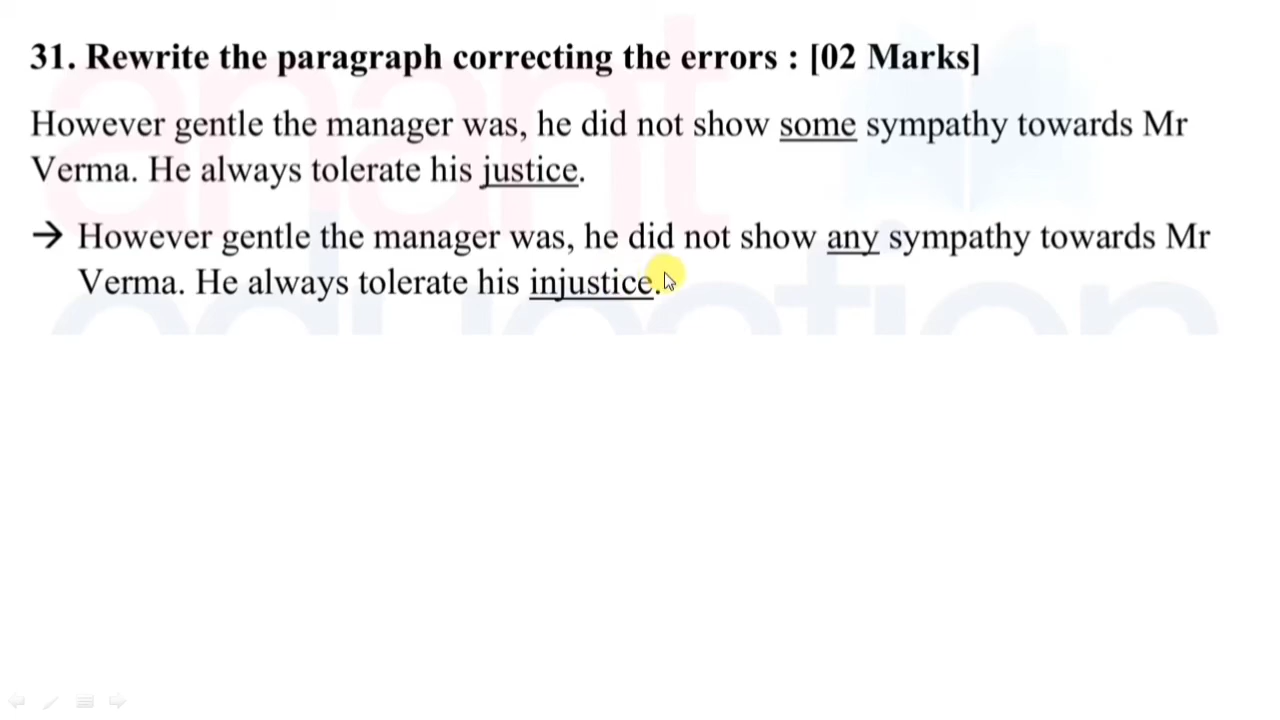 31. Rewrite the paragraph correcting the errors : [02 Marks]
However gentle the manager was, he did not show some sympathy towards Mr
Verma. He always tolerate his justice.
→ However gentle the manager was, he did not show any sympathy towards Mr
Verma. He always tolerate his injustice.
anant
education